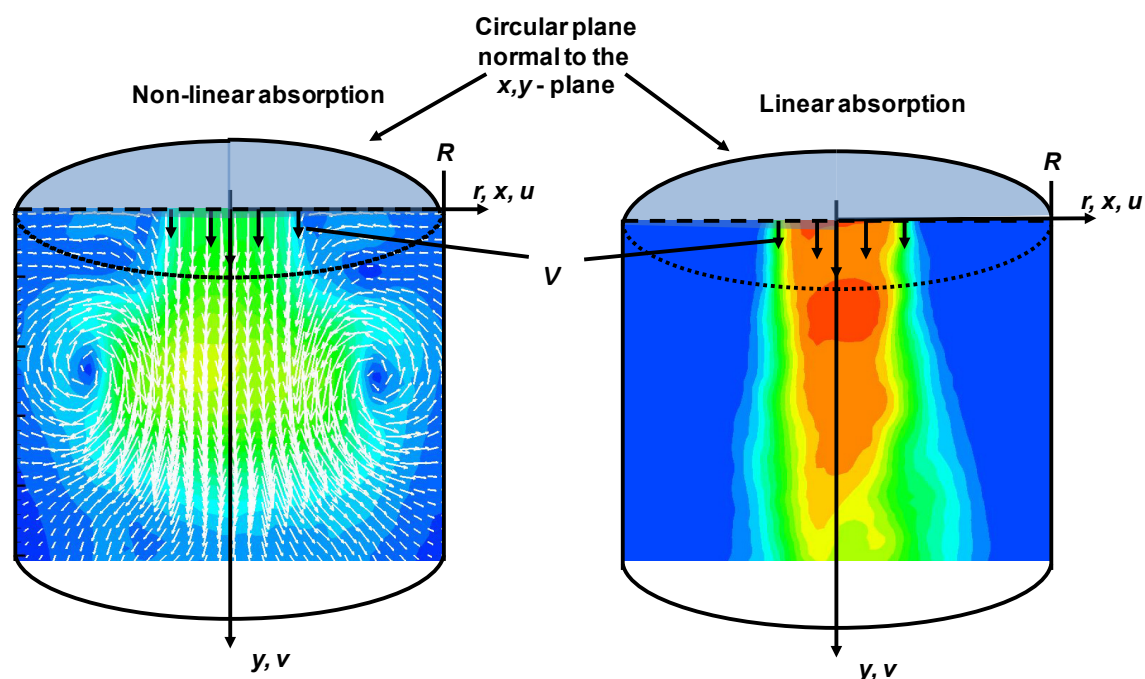 Circular plane
normal to the
x,y - plane
Non-linear absorption
Linear absorption
R
r, x, u
R
r, x, u
V
y, v
y, v